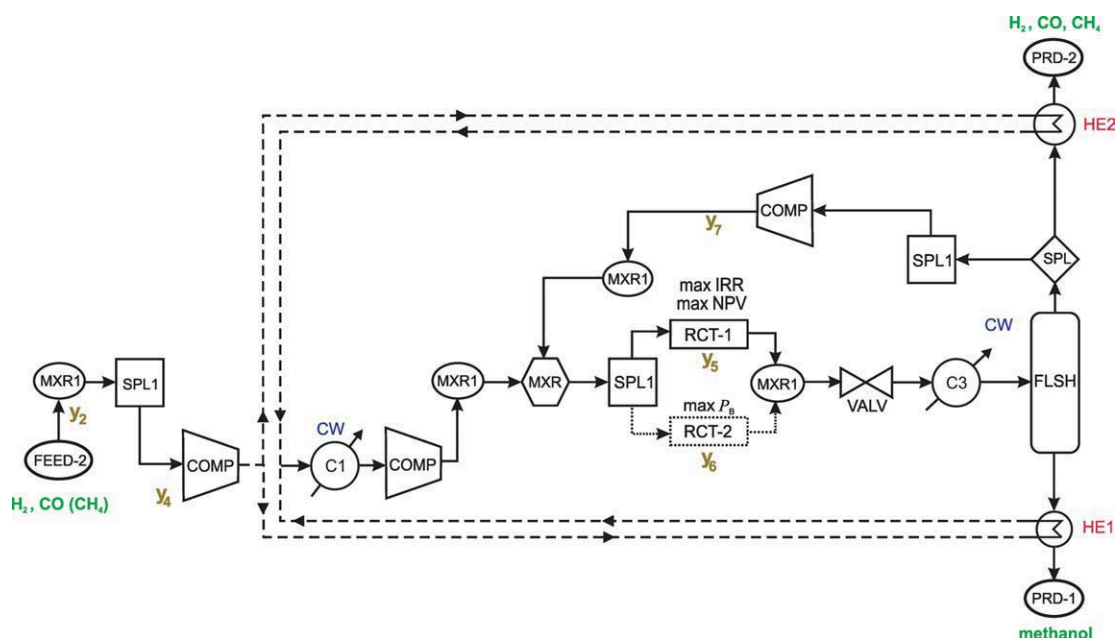 H₂, CO, CH₄
PRD-2
HE2
COMP
y₇
SPL1
SPL
MXR1
max IRR
max NPV
RCT-1
y₅
CW
MXR1
SPL1
MXR1
MXR
SPL1
MXR1
VALV
C3
FLSH
y₂
max P_B
RCT-2
y₆
FEED-2
COMP
y₄
CW
C1
COMP
H₂, CO (CH₄)
HE1
PRD-1
methanol